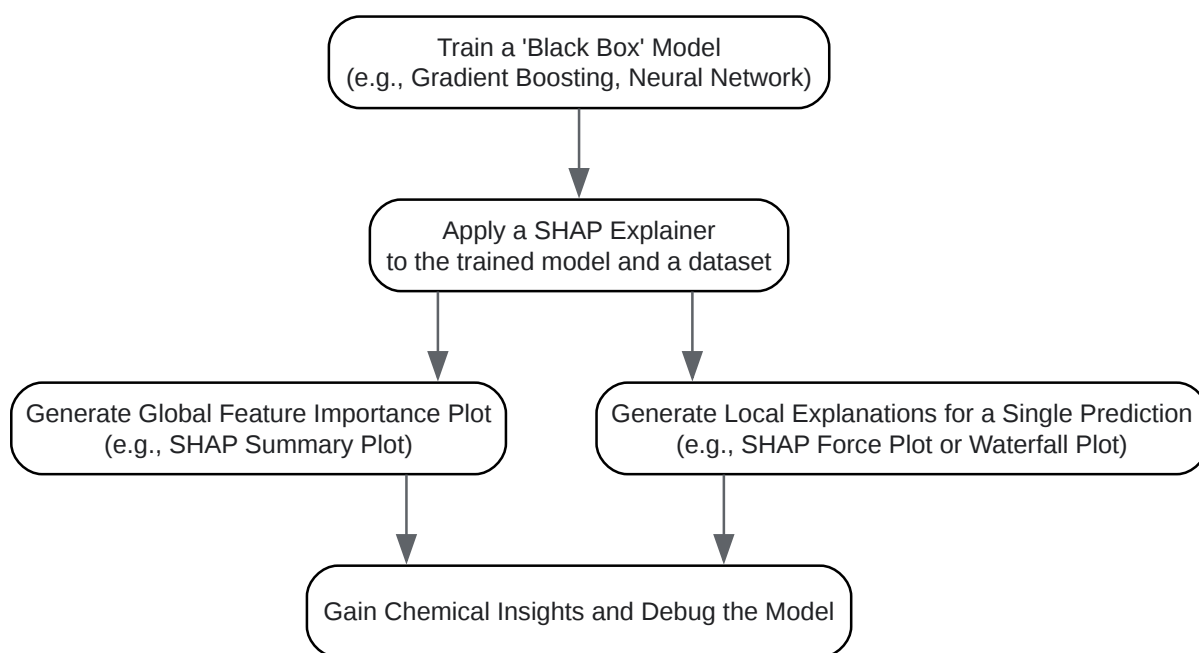 Train a 'Black Box' Model
(e.g., Gradient Boosting, Neural Network)
Apply a SHAP Explainer
to the trained model and a dataset
Generate Global Feature Importance Plot
(e.g., SHAP Summary Plot)
Generate Local Explanations for a Single Prediction
(e.g., SHAP Force Plot or Waterfall Plot)
Gain Chemical Insights and Debug the Model